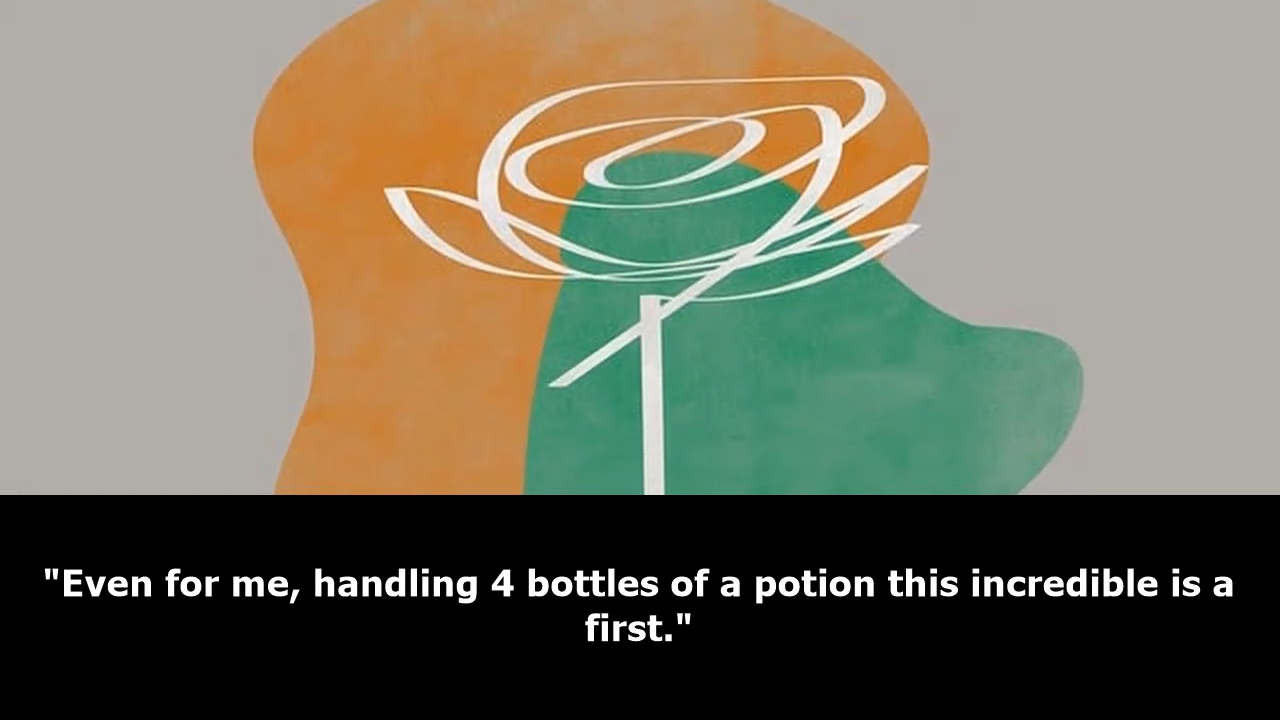 "Even for me, handling 4 bottles of a potion this incredible is a
first."